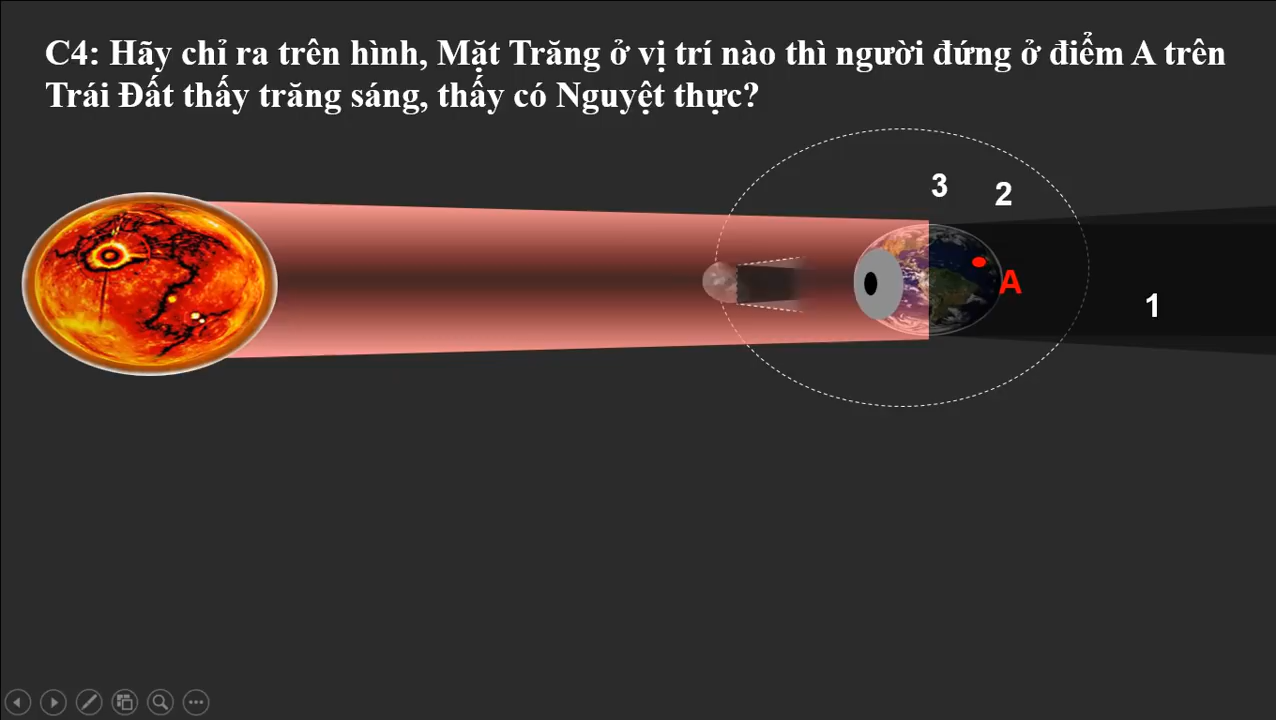 C4: Hãy chỉ ra trên hình, Mặt Trăng ở vị trí nào thì người đứng ở điểm A trên
Trái Đất thấy trăng sáng, thấy có Nguyệt thực?
3
2
A
1